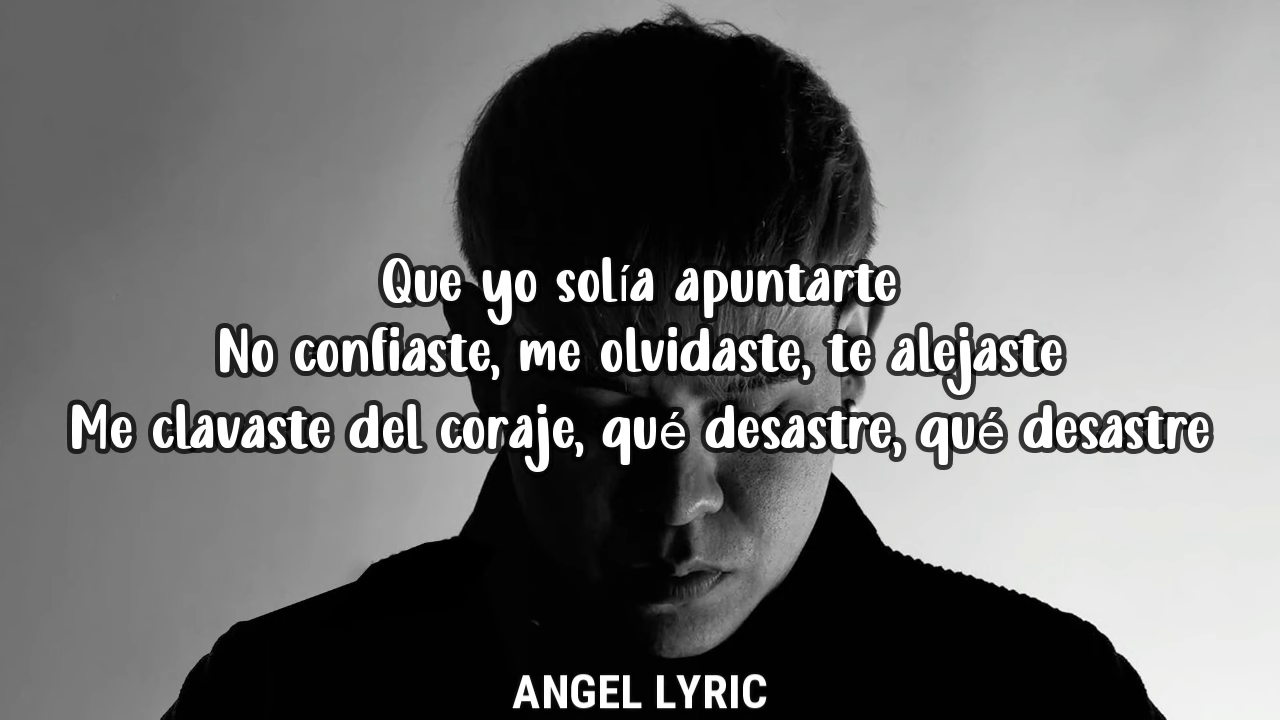 Que yo solía apuntarte
No confiaste, me olvidaste, te alejaste
Me clavaste del coraje, qué desastre, qué desastre
ANGEL LYRIC